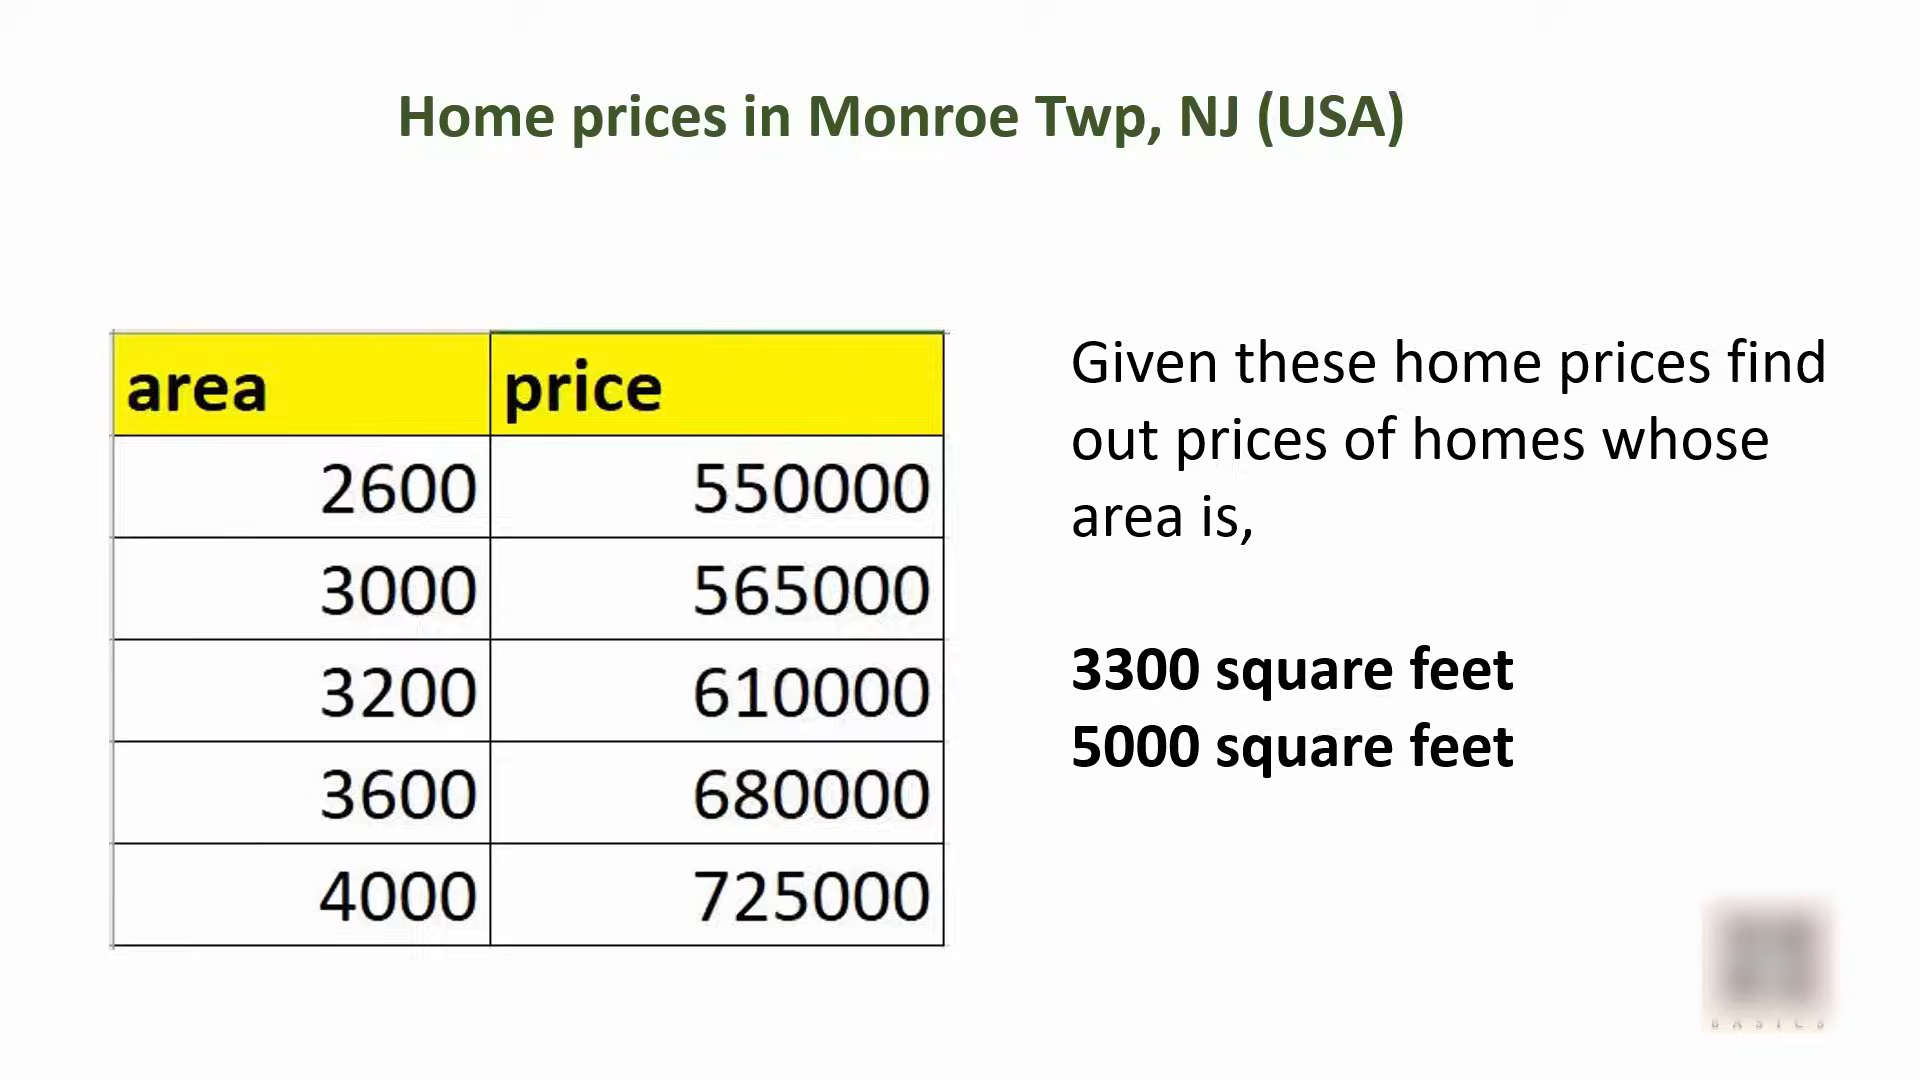 Home prices in Monroe Twp, NJ (USA)
area price
2600 550000
3000 565000
3200 610000
3600 680000
4000 725000
Given these home prices find
out prices of homes whose
area is,
3300 square feet
5000 square feet
BASICS